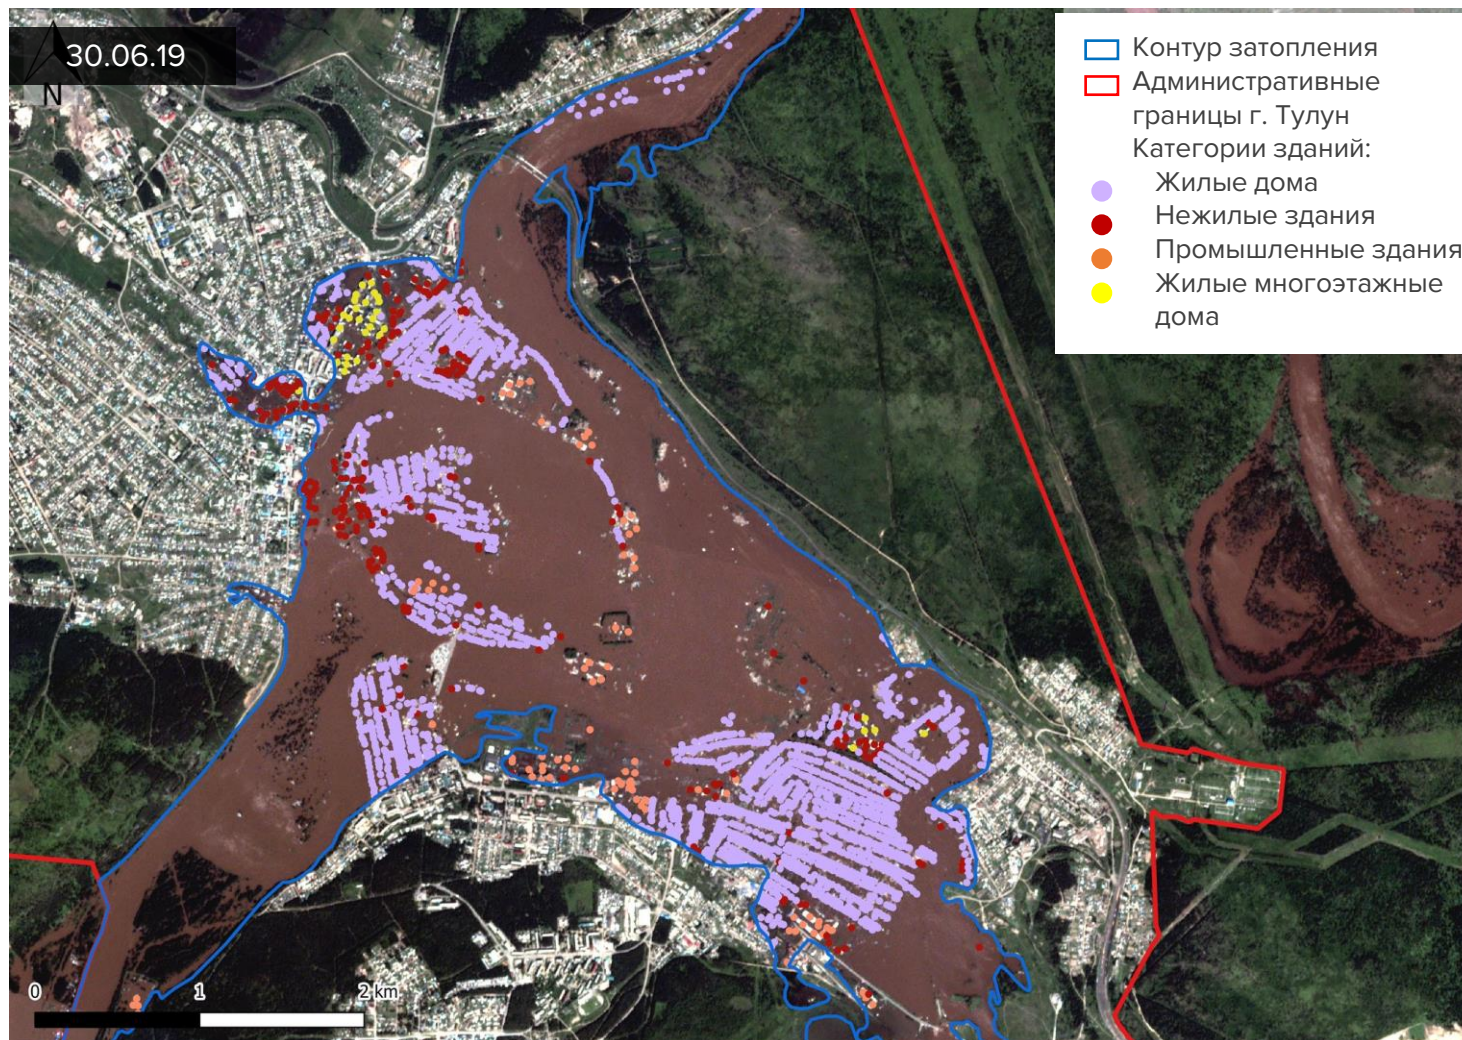 30.06.19
N
Контур затопления
Административные
границы г. Тулун
Категории зданий:
Жилые дома
Нежилые здания
Промышленные здания
Жилые многоэтажные
дома
0 1 2 km